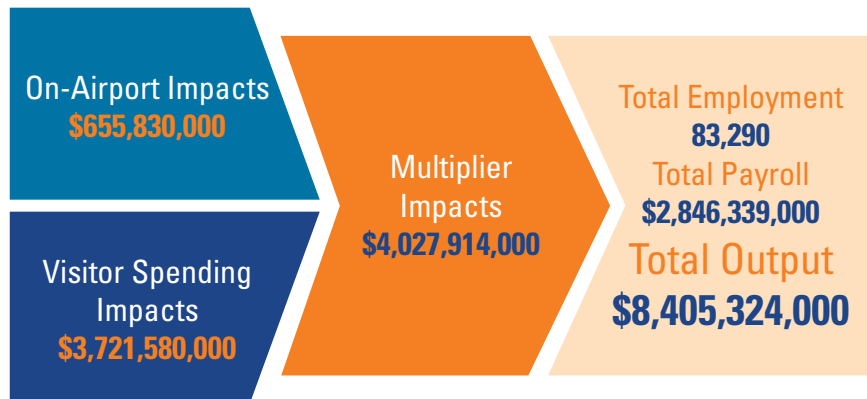 On-Airport Impacts
$655,830,000
Visitor Spending
Impacts
$3,721,580,000
Multiplier
Impacts
$4,027,914,000
Total Employment
83,290
Total Payroll
$2,846,339,000
Total Output
$8,405,324,000